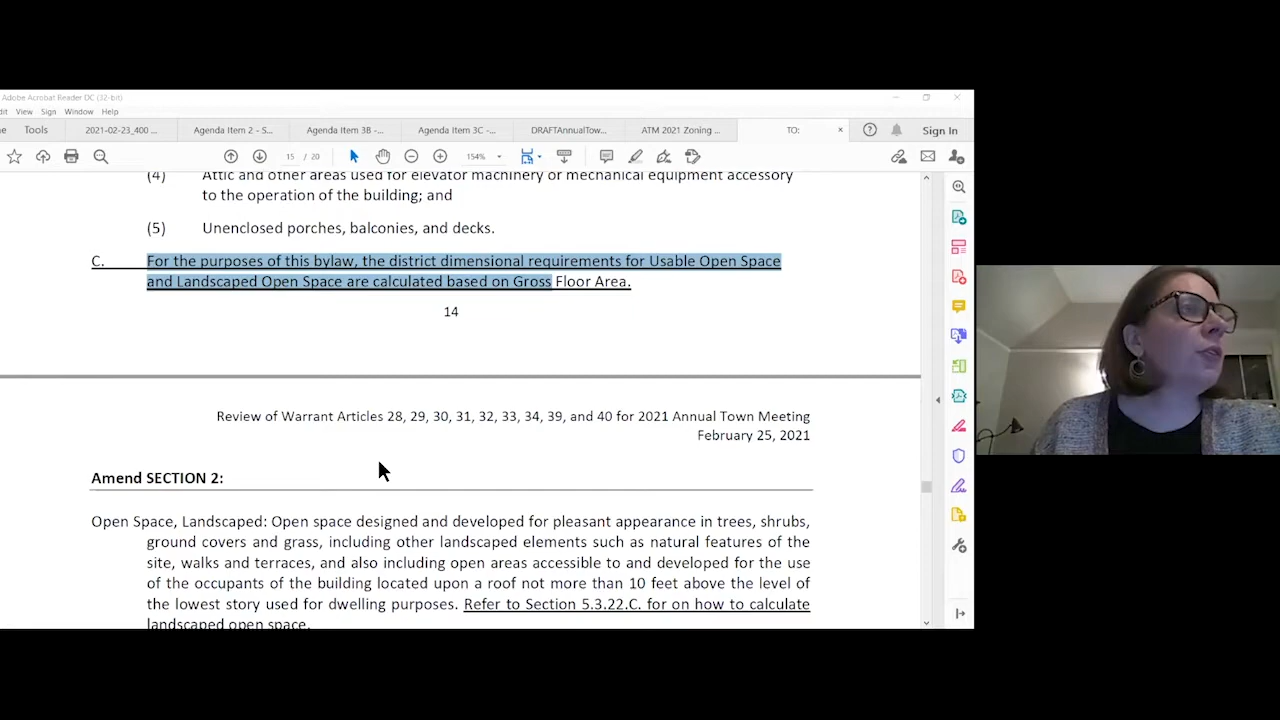 Adobe Acrobat Reader DC (32-bit)
dit View Sign Window Help
Tools 2021-02-23_400 ... Agenda Item 2 - S... Agenda Item 3B -... Agenda Item 3C -... DRAFTAnnualTow... ATM 2021 Zoning ... TO: × Sign In
15 / 20 154%
(4) Attic and other areas used for elevator machinery or mechanical equipment accessory
to the operation of the building; and
(5) Unenclosed porches, balconies, and decks.
C. For the purposes of this bylaw, the district dimensional requirements for Usable Open Space
and Landscaped Open Space are calculated based on Gross Floor Area.
14
Review of Warrant Articles 28, 29, 30, 31, 32, 33, 34, 39, and 40 for 2021 Annual Town Meeting
February 25, 2021
Amend SECTION 2:
Open Space, Landscaped: Open space designed and developed for pleasant appearance in trees, shrubs,
ground covers and grass, including other landscaped elements such as natural features of the
site, walks and terraces, and also including open areas accessible to and developed for the use
of the occupants of the building located upon a roof not more than 10 feet above the level of
the lowest story used for dwelling purposes. Refer to Section 5.3.22.C. for on how to calculate
landscaped open space.